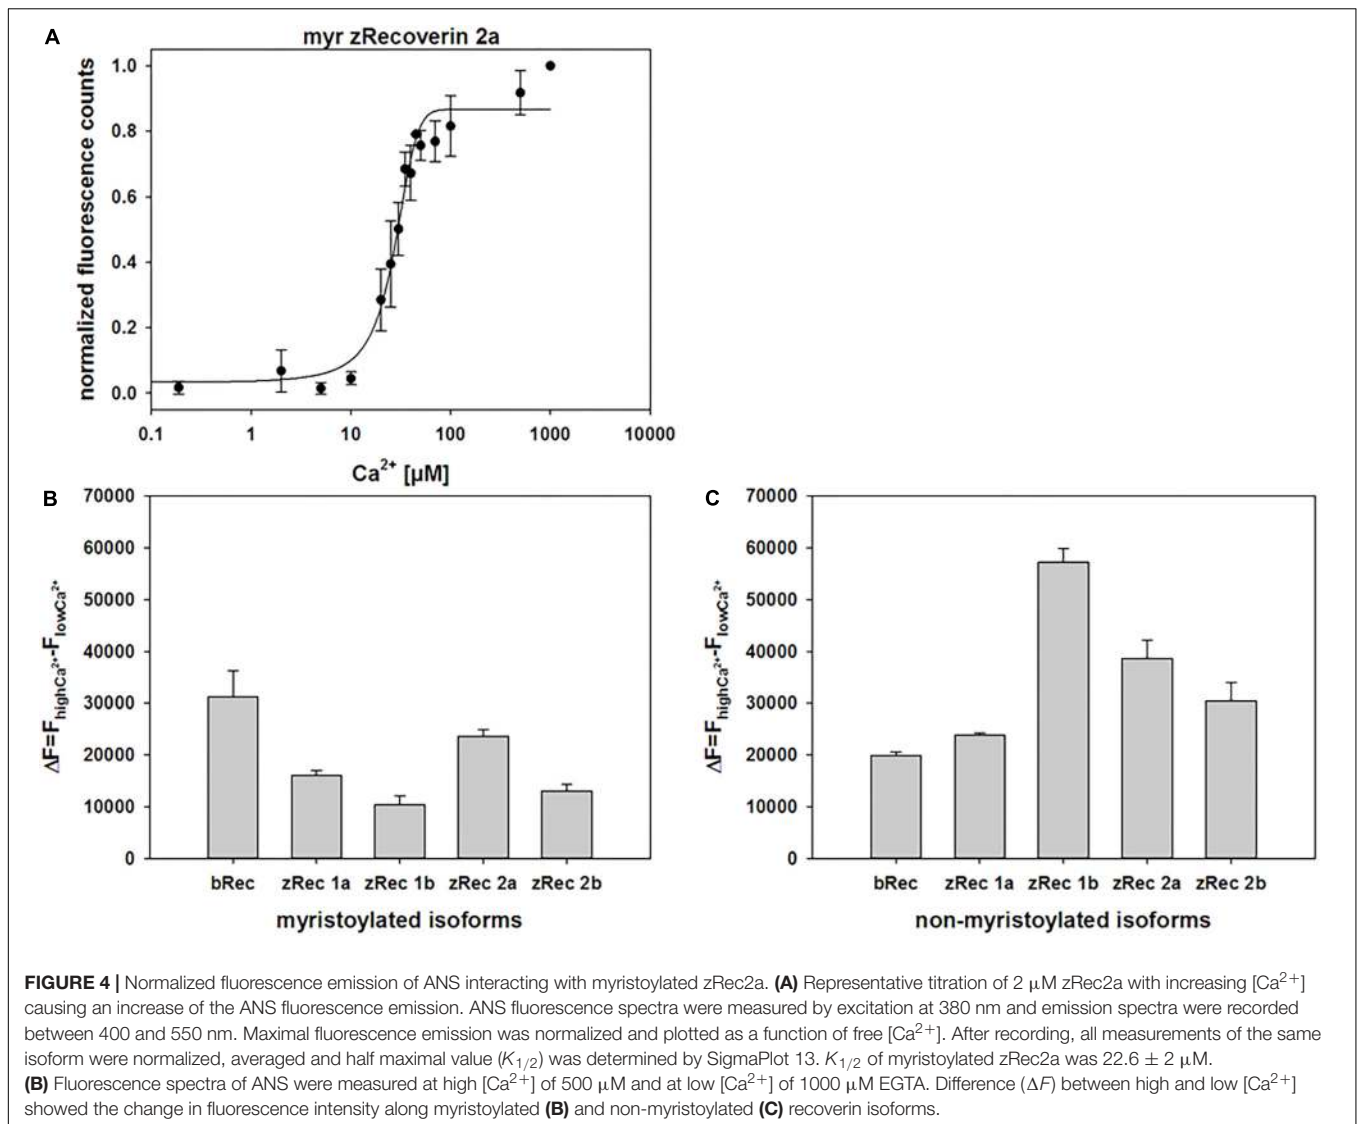 A
myr zRecoverin 2a
normalized fluorescence counts
1.0
0.8
0.6
0.4
0.2
0.0
0.1 1 10 100 1000 10000
Ca²⁺ [µM]
B
ΔF=F_highCa²⁺-F_lowCa²⁺
70000
60000
50000
40000
30000
20000
10000
0
bRec zRec 1a zRec 1b zRec 2a zRec 2b
myristoylated isoforms
C
ΔF=F_highCa²⁺-F_lowCa²⁺
70000
60000
50000
40000
30000
20000
10000
0
bRec zRec 1a zRec 1b zRec 2a zRec 2b
non-myristoylated isoforms
FIGURE 4 | Normalized fluorescence emission of ANS interacting with myristoylated zRec2a. (A) Representative titration of 2 µM zRec2a with increasing [Ca²⁺]
causing an increase of the ANS fluorescence emission. ANS fluorescence spectra were measured by excitation at 380 nm and emission spectra were recorded
between 400 and 550 nm. Maximal fluorescence emission was normalized and plotted as a function of free [Ca²⁺]. After recording, all measurements of the same
isoform were normalized, averaged and half maximal value (K₁/₂) was determined by SigmaPlot 13. K₁/₂ of myristoylated zRec2a was 22.6 ± 2 µM.
(B) Fluorescence spectra of ANS were measured at high [Ca²⁺] of 500 µM and at low [Ca²⁺] of 1000 µM EGTA. Difference (ΔF) between high and low [Ca²⁺]
showed the change in fluorescence intensity along myristoylated (B) and non-myristoylated (C) recoverin isoforms.